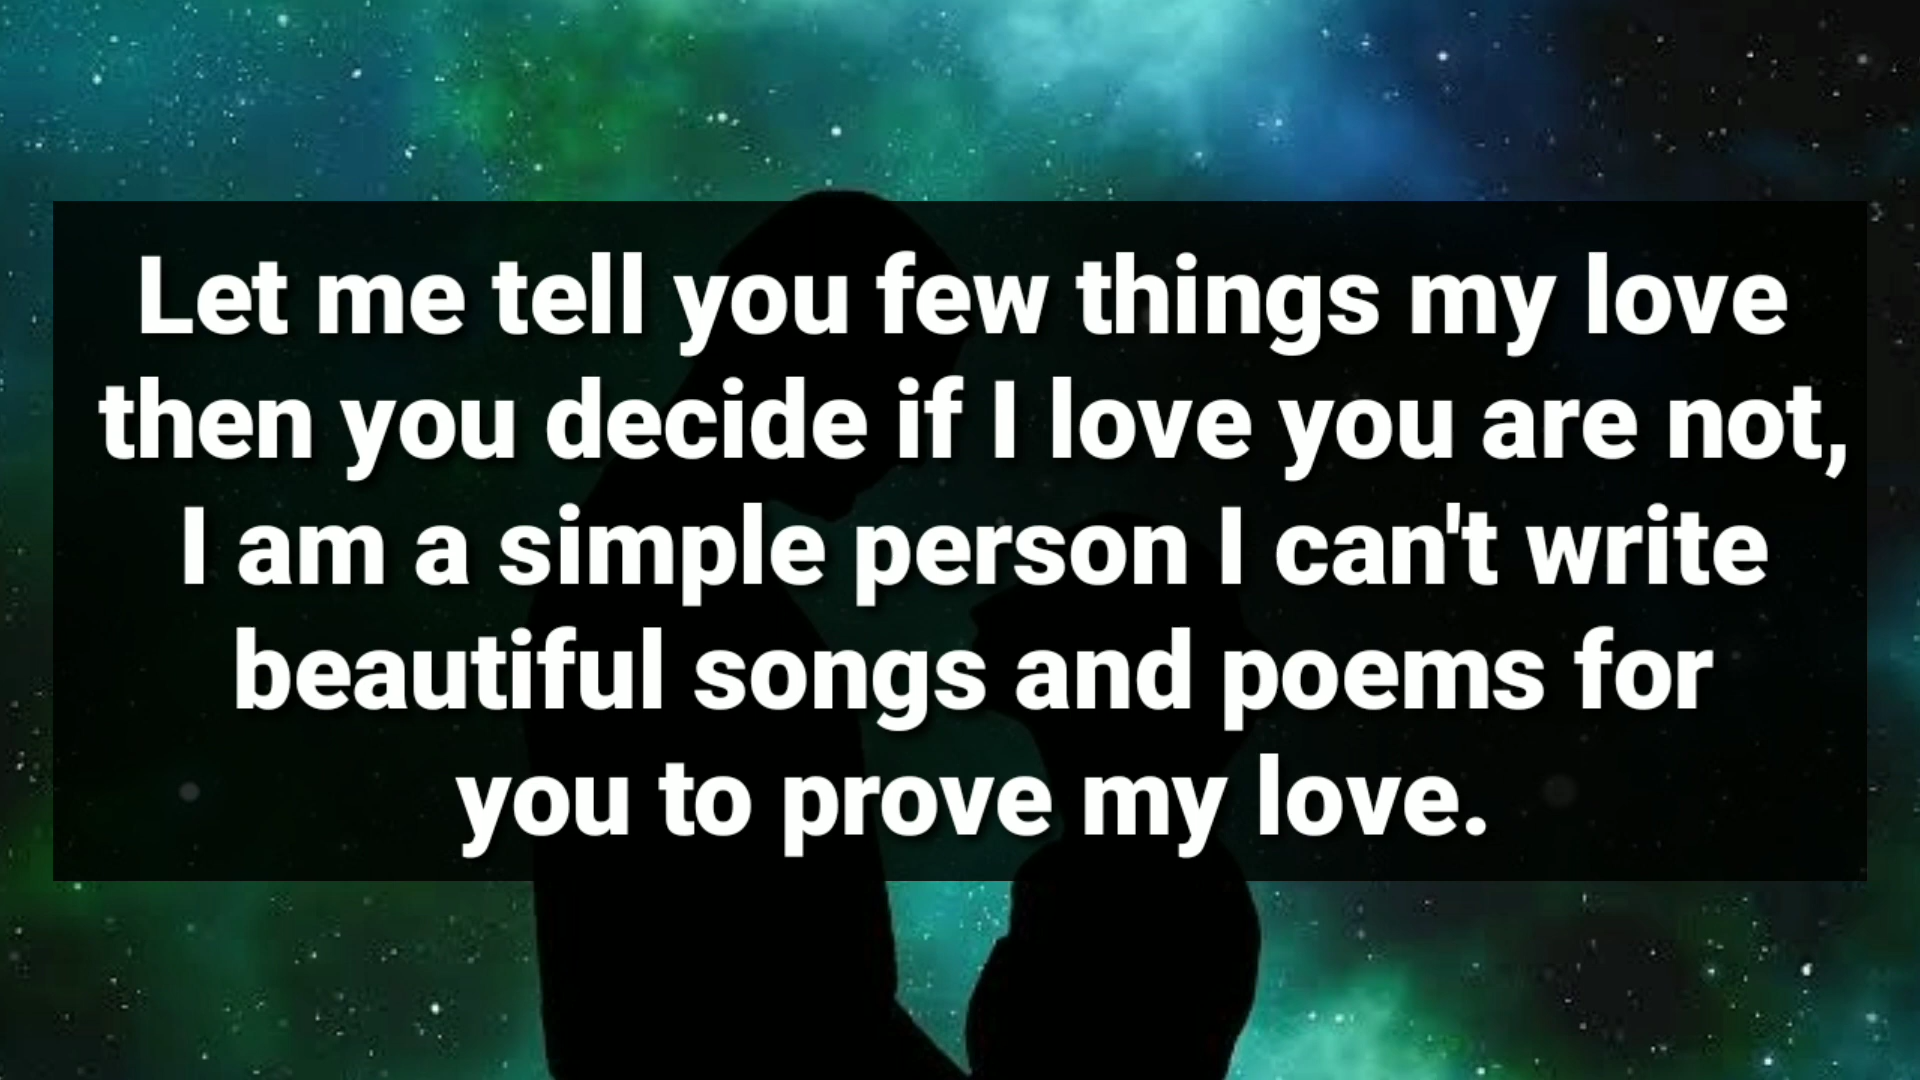 Let me tell you few things my love
then you decide if I love you are not,
I am a simple person I can't write
beautiful songs and poems for
you to prove my love.